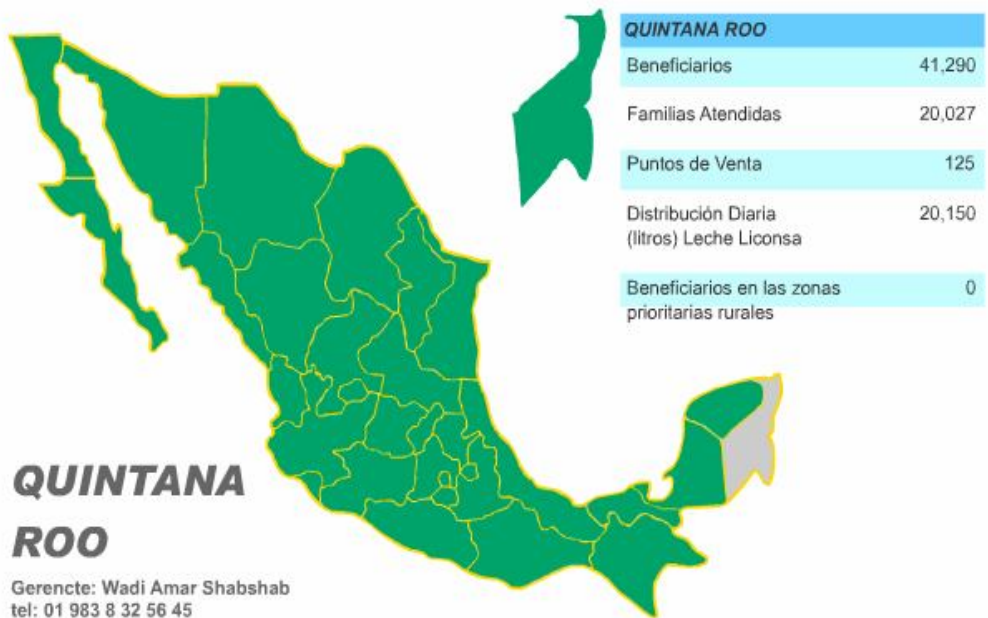 QUINTANA ROO
Beneficiarios 41,290
Familias Atendidas 20,027
Puntos de Venta 125
Distribución Diaria 20,150
(litros) Leche Liconsa
Beneficiarios en las zonas 0
prioritarias rurales
QUINTANA
ROO
Gerencte: Wadi Amar Shabshab
tel: 01 983 8 32 56 45